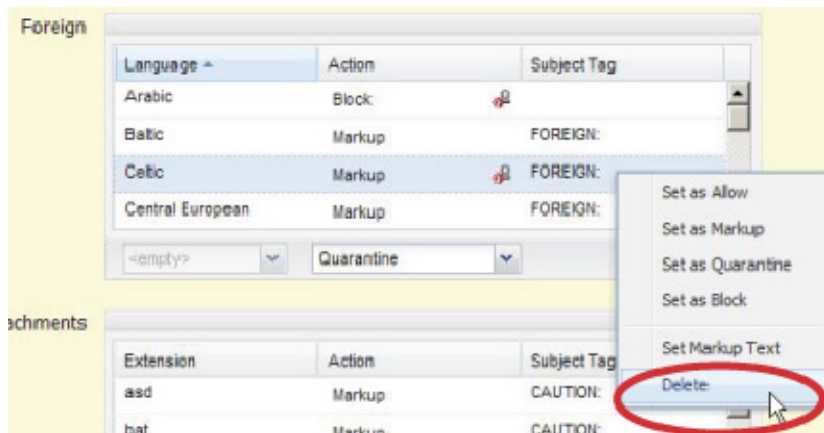 Foreign
Language Action Subject Tag
Arabic Block:
Baltic Markup FOREIGN:
Celtic Markup FOREIGN:
Central European Markup FOREIGN:
<empty> Quarantine
Set as Allow
Set as Markup
Set as Quarantine
Set as Block
Set Markup Text
Delete
achments
Extension Action Subject Tag
asd Markup CAUTION:
bat Markup CAUTION: